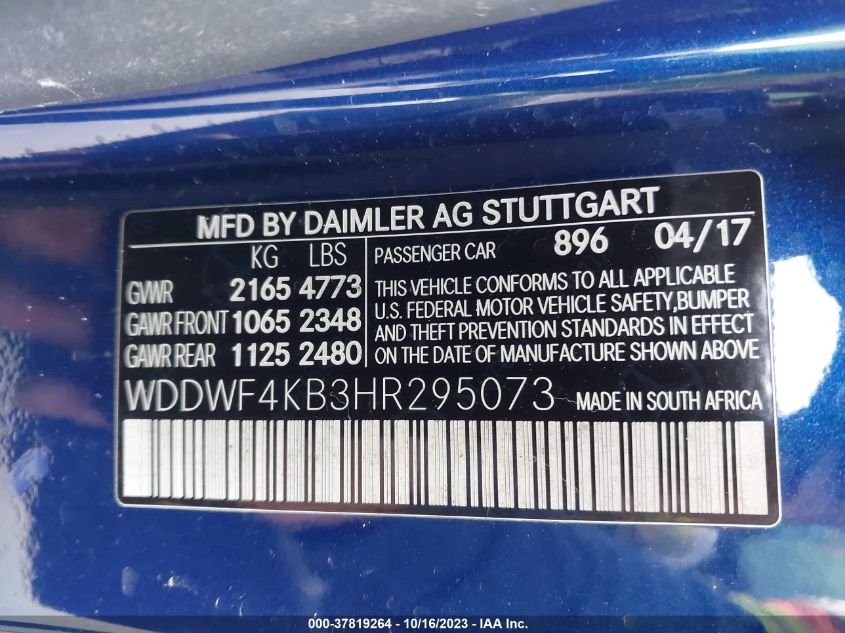 MFD BY DAIMLER AG STUTTGART
KG LBS
GVWR 2165 4773
GAWR FRONT 1065 2348
GAWR REAR 1125 2480
PASSENGER CAR 896 04/17
THIS VEHICLE CONFORMS TO ALL APPLICABLE
U.S. FEDERAL MOTOR VEHICLE SAFETY,BUMPER
AND THEFT PREVENTION STANDARDS IN EFFECT
ON THE DATE OF MANUFACTURE SHOWN ABOVE
WDDWF4KB3HR295073 MADE IN SOUTH AFRICA
000-37819264 - 10/16/2023 - IAA Inc.